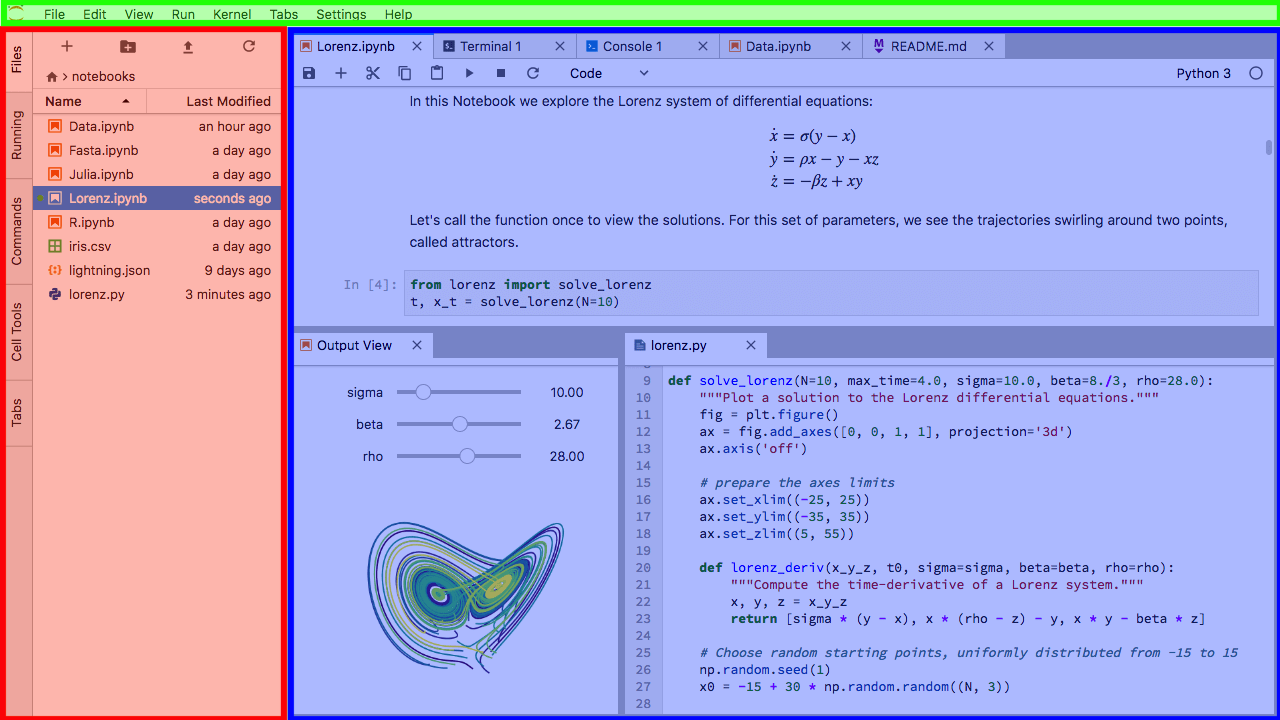 File Edit View Run Kernel Tabs Settings Help
Files
Running
Commands
Cell Tools
Tabs
notebooks
Name Last Modified
Data.ipynb an hour ago
Fasta.ipynb a day ago
Julia.ipynb a day ago
Lorenz.ipynb seconds ago
R.ipynb a day ago
iris.csv a day ago
lightning.json 9 days ago
lorenz.py 3 minutes ago
Lorenz.ipynb Terminal 1 Console 1 Data.ipynb README.md
Code Python 3
In this Notebook we explore the Lorenz system of differential equations:
ẋ = σ(y − x)
ẏ = ρx − y − xz
ż = −βz + xy
Let's call the function once to view the solutions. For this set of parameters, we see the trajectories swirling around two points,
called attractors.
In [4]: from lorenz import solve_lorenz
t, x_t = solve_lorenz(N=10)
Output View
sigma 10.00
beta 2.67
rho 28.00
lorenz.py
9 def solve_lorenz(N=10, max_time=4.0, sigma=10.0, beta=8./3, rho=28.0):
10 """Plot a solution to the Lorenz differential equations."""
11 fig = plt.figure()
12 ax = fig.add_axes([0, 0, 1, 1], projection='3d')
13 ax.axis('off')
14
15 # prepare the axes limits
16 ax.set_xlim((-25, 25))
17 ax.set_ylim((-35, 35))
18 ax.set_zlim((5, 55))
19
20 def lorenz_deriv(x_y_z, t0, sigma=sigma, beta=beta, rho=rho):
21 """Compute the time-derivative of a Lorenz system."""
22 x, y, z = x_y_z
23 return [sigma * (y - x), x * (rho - z) - y, x * y - beta * z]
24
25 # Choose random starting points, uniformly distributed from -15 to 15
26 np.random.seed(1)
27 x0 = -15 + 30 * np.random.random((N, 3))
28